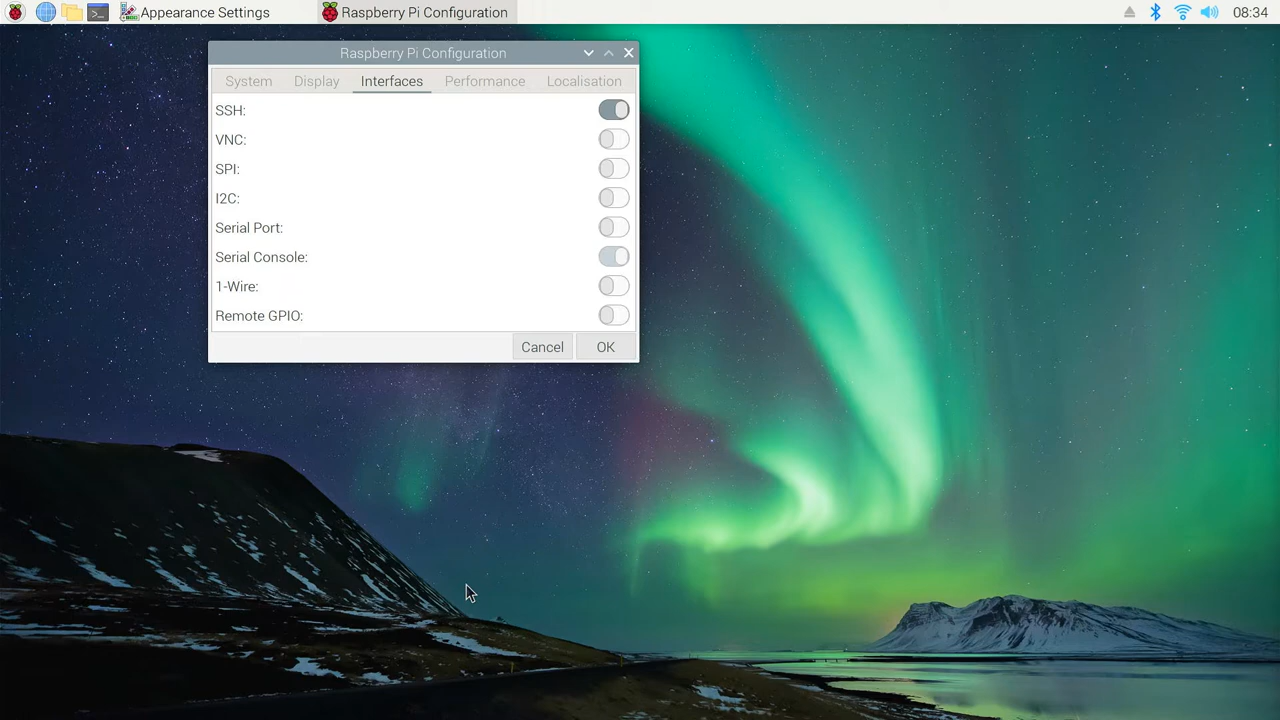 Appearance Settings Raspberry Pi Configuration 08:34
Raspberry Pi Configuration
System Display Interfaces Performance Localisation
SSH:
VNC:
SPI:
I2C:
Serial Port:
Serial Console:
1-Wire:
Remote GPIO:
Cancel OK